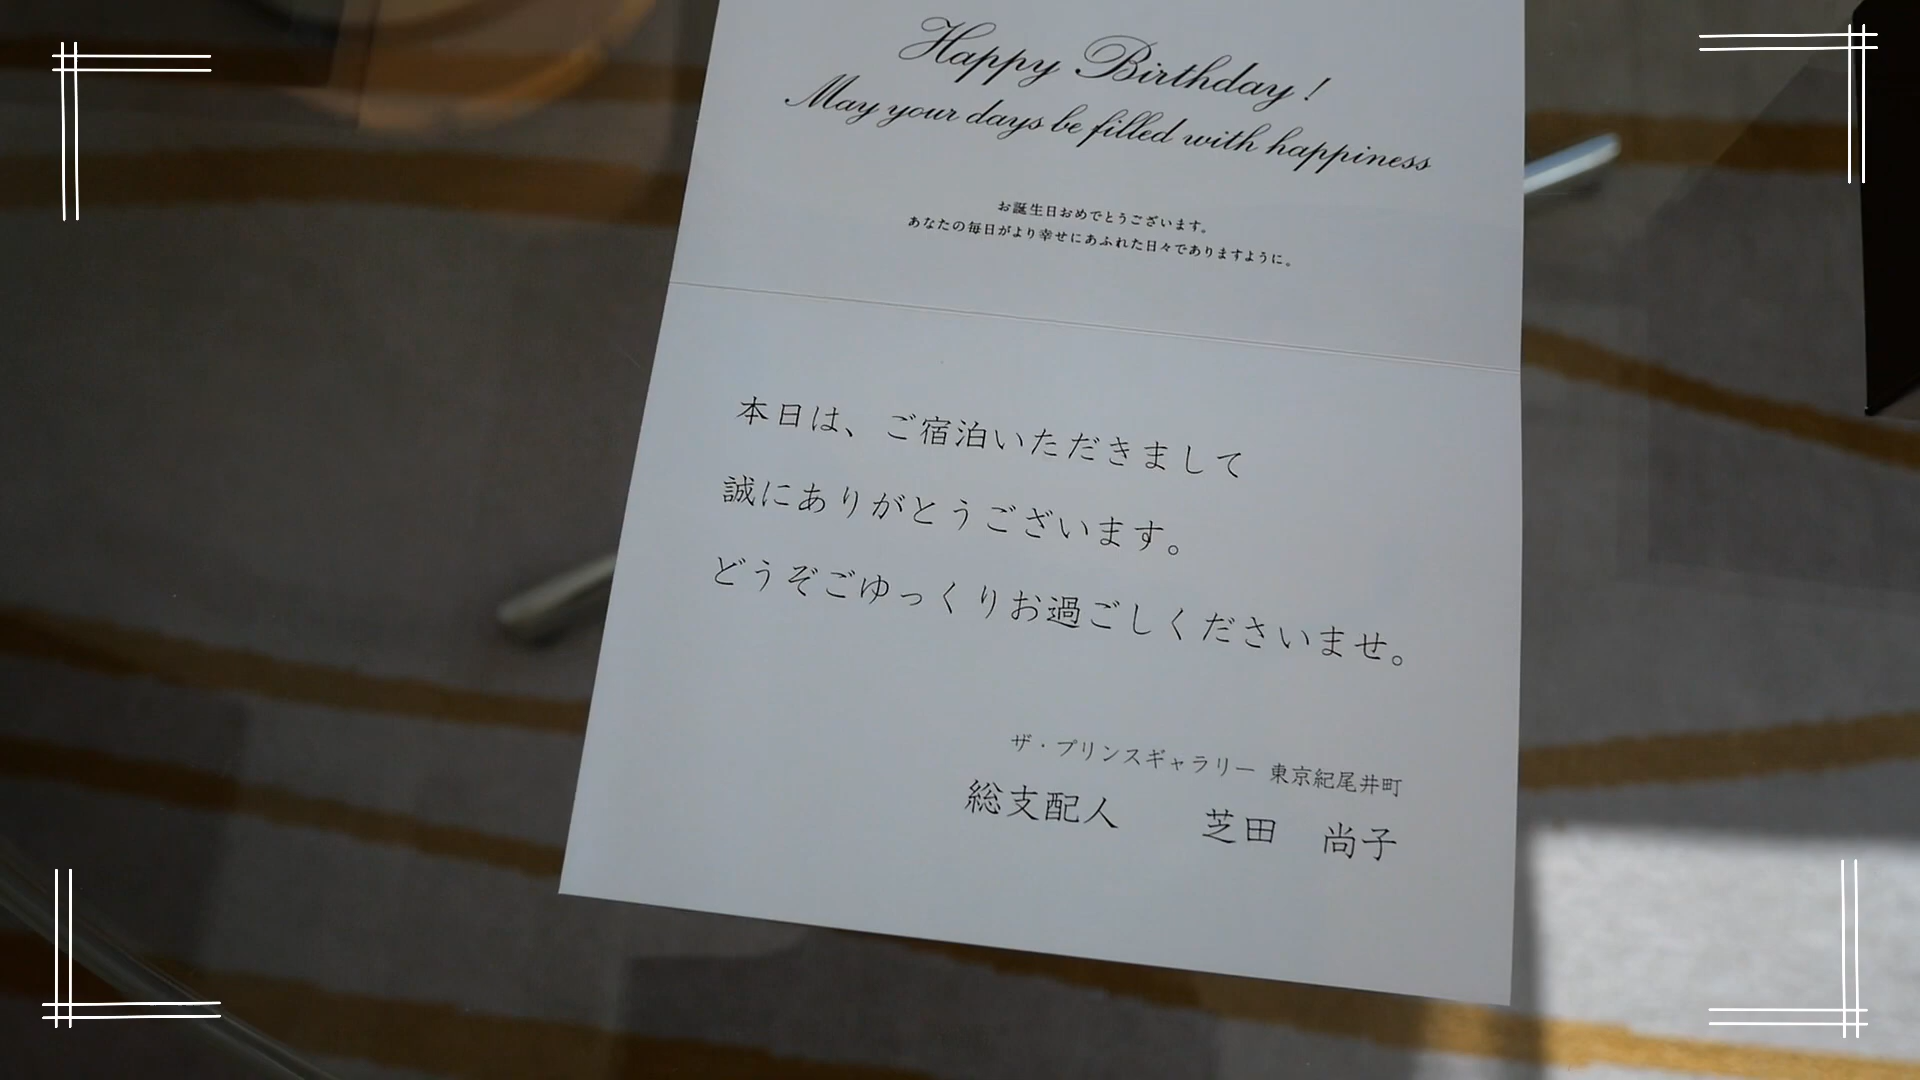 Happy Birthday!
May your days be filled with happiness
お誕生日おめでとうございます。
あなたの毎日がより幸せにあふれた日々でありますように。
本日は、ご宿泊いただきまして
誠にありがとうございます。
どうぞごゆっくりお過ごしくださいませ。
ザ・プリンスギャラリー 東京紀尾井町
総支配人　芝田　尚子